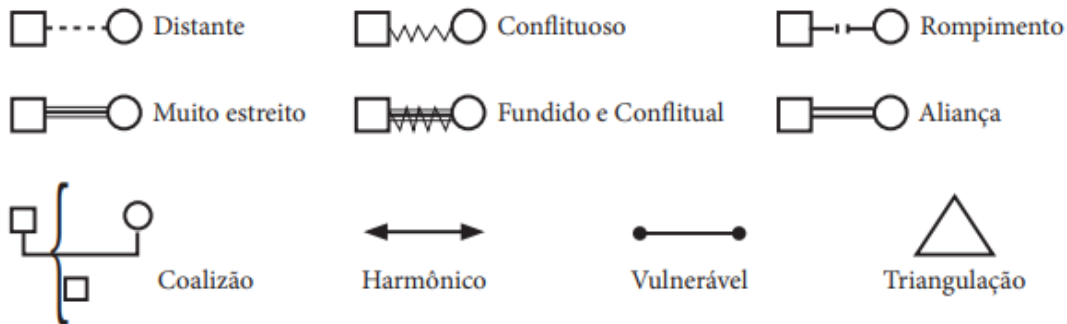 Distante
Conflituoso
Rompimento
Muito estreito
Fundido e Conflitual
Aliança
Coalizão
Harmônico
Vulnerável
Triangulação